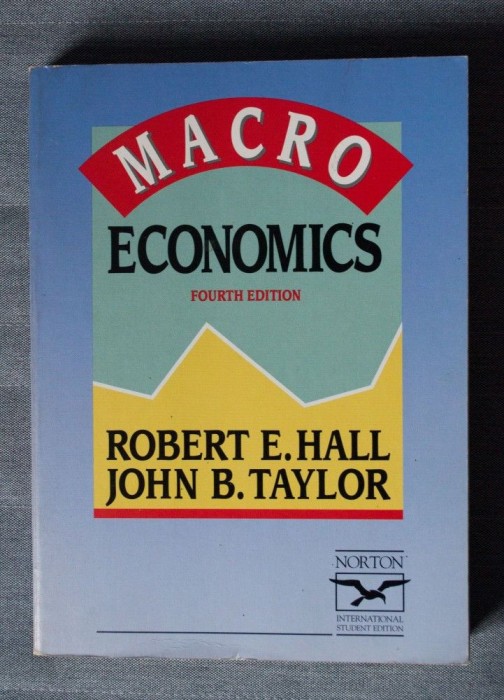 MACRO
ECONOMICS
FOURTH EDITION
ROBERT E. HALL
JOHN B. TAYLOR
NORTON
INTERNATIONAL
STUDENT EDITION